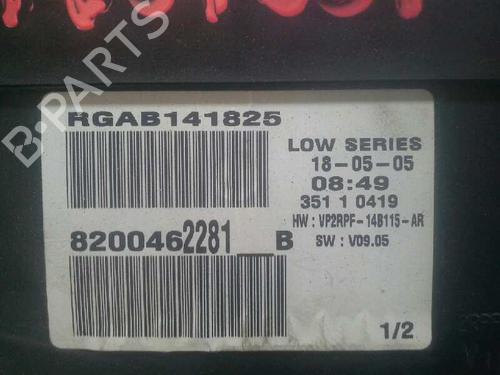 B-PARTS
RGAB141825
LOW SERIES
18-05-05
08:49
351 1 0419
HW : VP2RPF-14B115-AR
SW : V09.05
8200462281__B
1/2